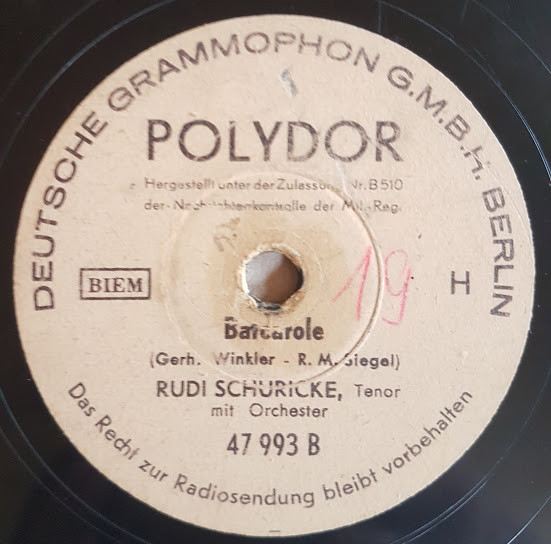 DEUTSCHE GRAMMOPHON G.M.B.H. BERLIN
POLYDOR
Hergestellt unter der Zulassung Nr. B 510
der Nachrichtenkontrolle der Mil.-Reg.
BIEM
19
H
Barcarole
(Gerh. Winkler - R. M. Siegel)
RUDI SCHURICKE, Tenor
mit Orchester
47 993 B
Das Recht zur Radiosendung bleibt vorbehalten